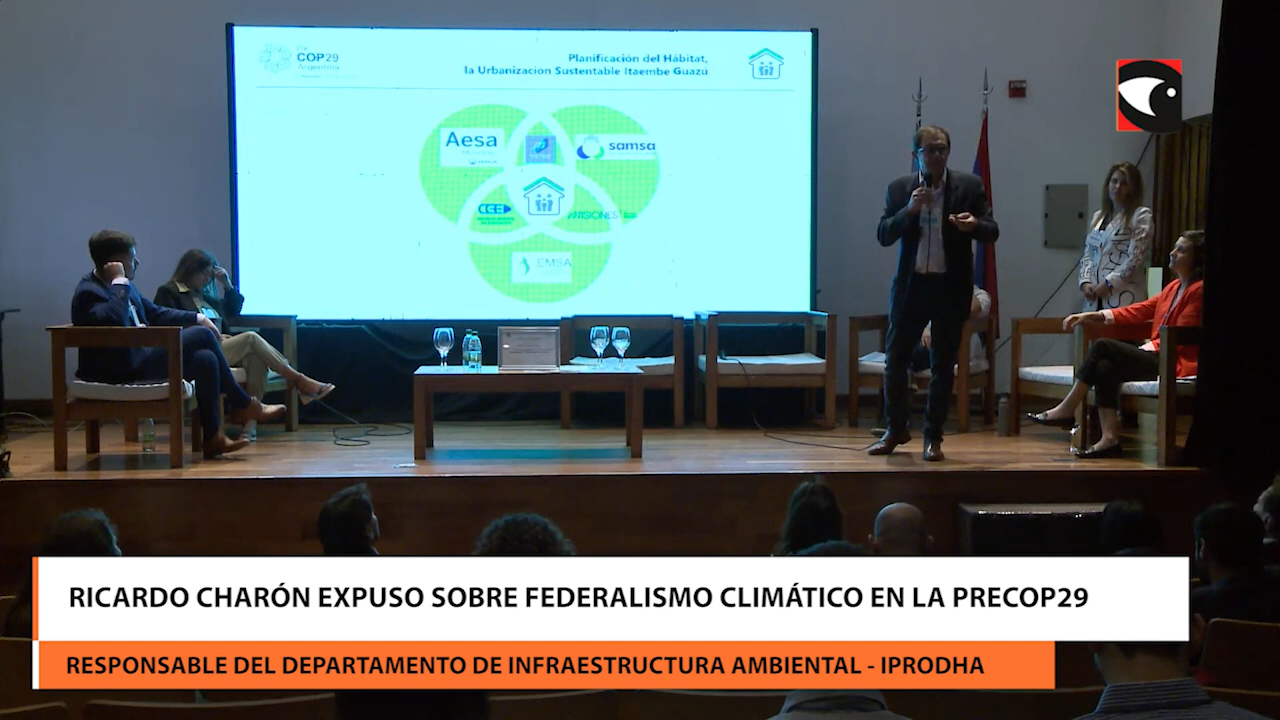 COP29
Argentina
Planificación del Hábitat,
la Urbanización Sustentable Itaembe Guazú
Aesa
samsa
MISIONES
EMSA
RICARDO CHARÓN EXPUSO SOBRE FEDERALISMO CLIMÁTICO EN LA PRECOP29
RESPONSABLE DEL DEPARTAMENTO DE INFRAESTRUCTURA AMBIENTAL - IPRODHA